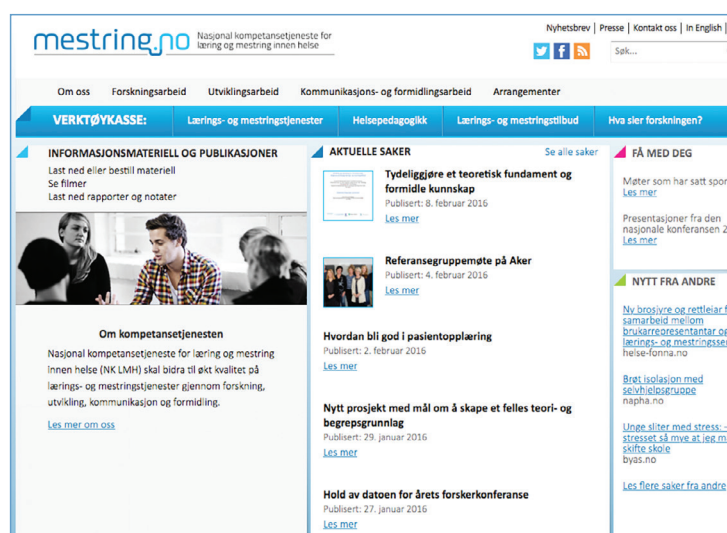 mestring.no
Nasjonal kompetansetjeneste for
læring og mestring innen helse
Nyhetsbrev | Presse | Kontakt oss | In English |
Søk...
Om oss Forskningsarbeid Utviklingsarbeid Kommunikasjons- og formidlingsarbeid Arrangementer
VERKTØYKASSE: Lærings- og mestringstjenester Helsepedagogikk Lærings- og mestringstilbud Hva sier forskningen?
INFORMASJONSMATERIELL OG PUBLIKASJONER
Last ned eller bestill materiell
Se filmer
Last ned rapporter og notater
Om kompetansetjenesten
Nasjonal kompetansetjeneste for læring og mestring
innen helse (NK LMH) skal bidra til økt kvalitet på
lærings- og mestringstjenester gjennom forskning,
utvikling, kommunikasjon og formidling.
Les mer om oss
AKTUELLE SAKER Se alle saker
Tydeliggjøre et teoretisk fundament og
formidle kunnskap
Publisert: 8. februar 2016
Les mer
Referansegruppemøte på Aker
Publisert: 4. februar 2016
Les mer
Hvordan bli god i pasientopplæring
Publisert: 2. februar 2016
Les mer
Nytt prosjekt med mål om å skape et felles teori- og
begrepsgrunnlag
Publisert: 29. januar 2016
Les mer
Hold av datoen for årets forskerkonferanse
Publisert: 27. januar 2016
Les mer
FÅ MED DEG
Møter som har satt spor
Les mer
Presentasjoner fra den
nasjonale konferansen 2
Les mer
NYTT FRA ANDRE
Ny brosjyre og rettleiar f
samarbeid mellom
brukarrepresentantar og
lærings- og mestringsse
helse-fonna.no
Brøt isolasjon med
selvhjelpsgruppe
napha.no
Unge sliter med stress: -
stresset så mye at jeg m
skifte skole
byas.no
Les flere saker fra andre